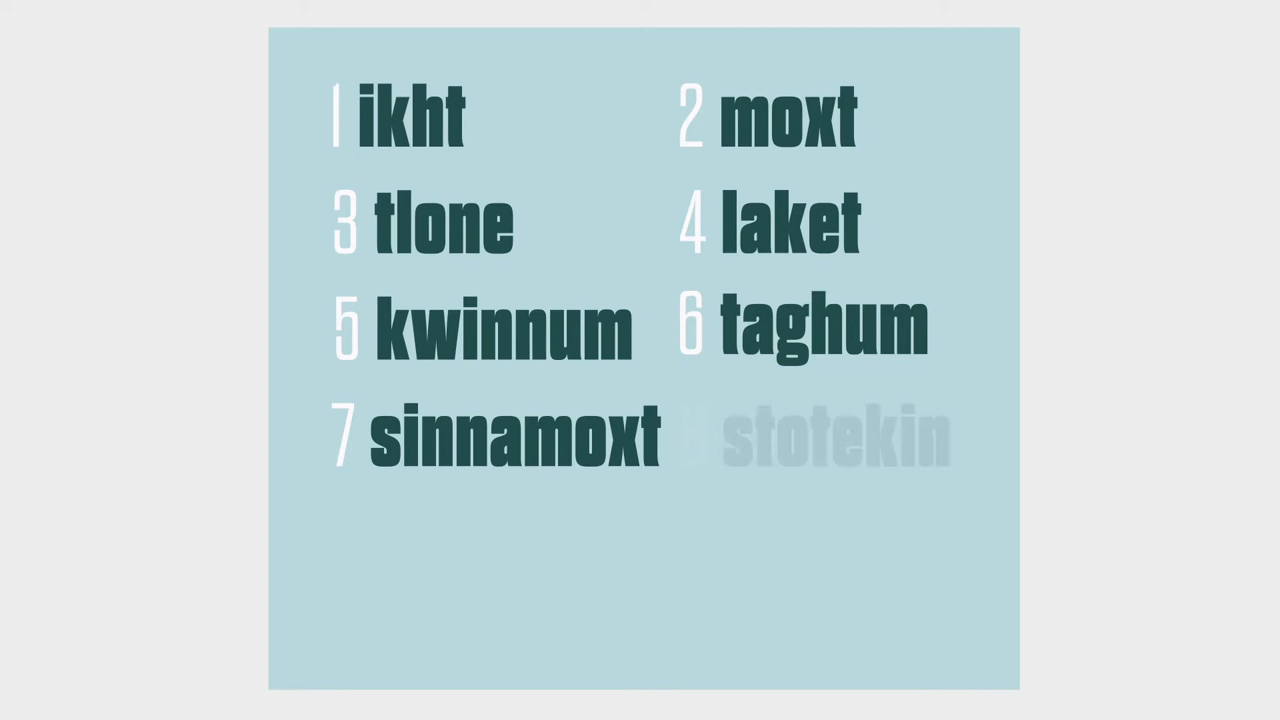 1 ikht 2 moxt
3 tlone 4 laket
5 kwinnum 6 taghum
7 sinnamoxt 8 stotekin